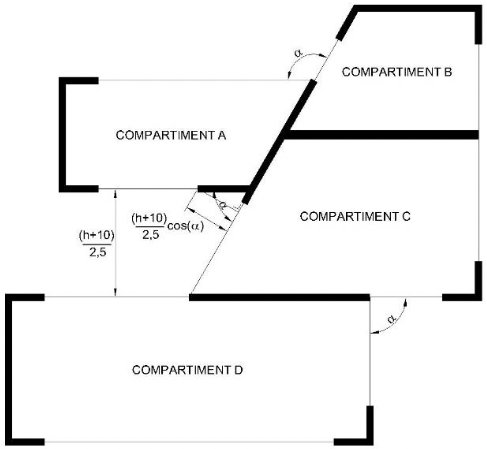 α
COMPARTIMENT B
COMPARTIMENT A
α
(h+10)
2,5
cos(α)
COMPARTIMENT C
(h+10)
2,5
α
COMPARTIMENT D